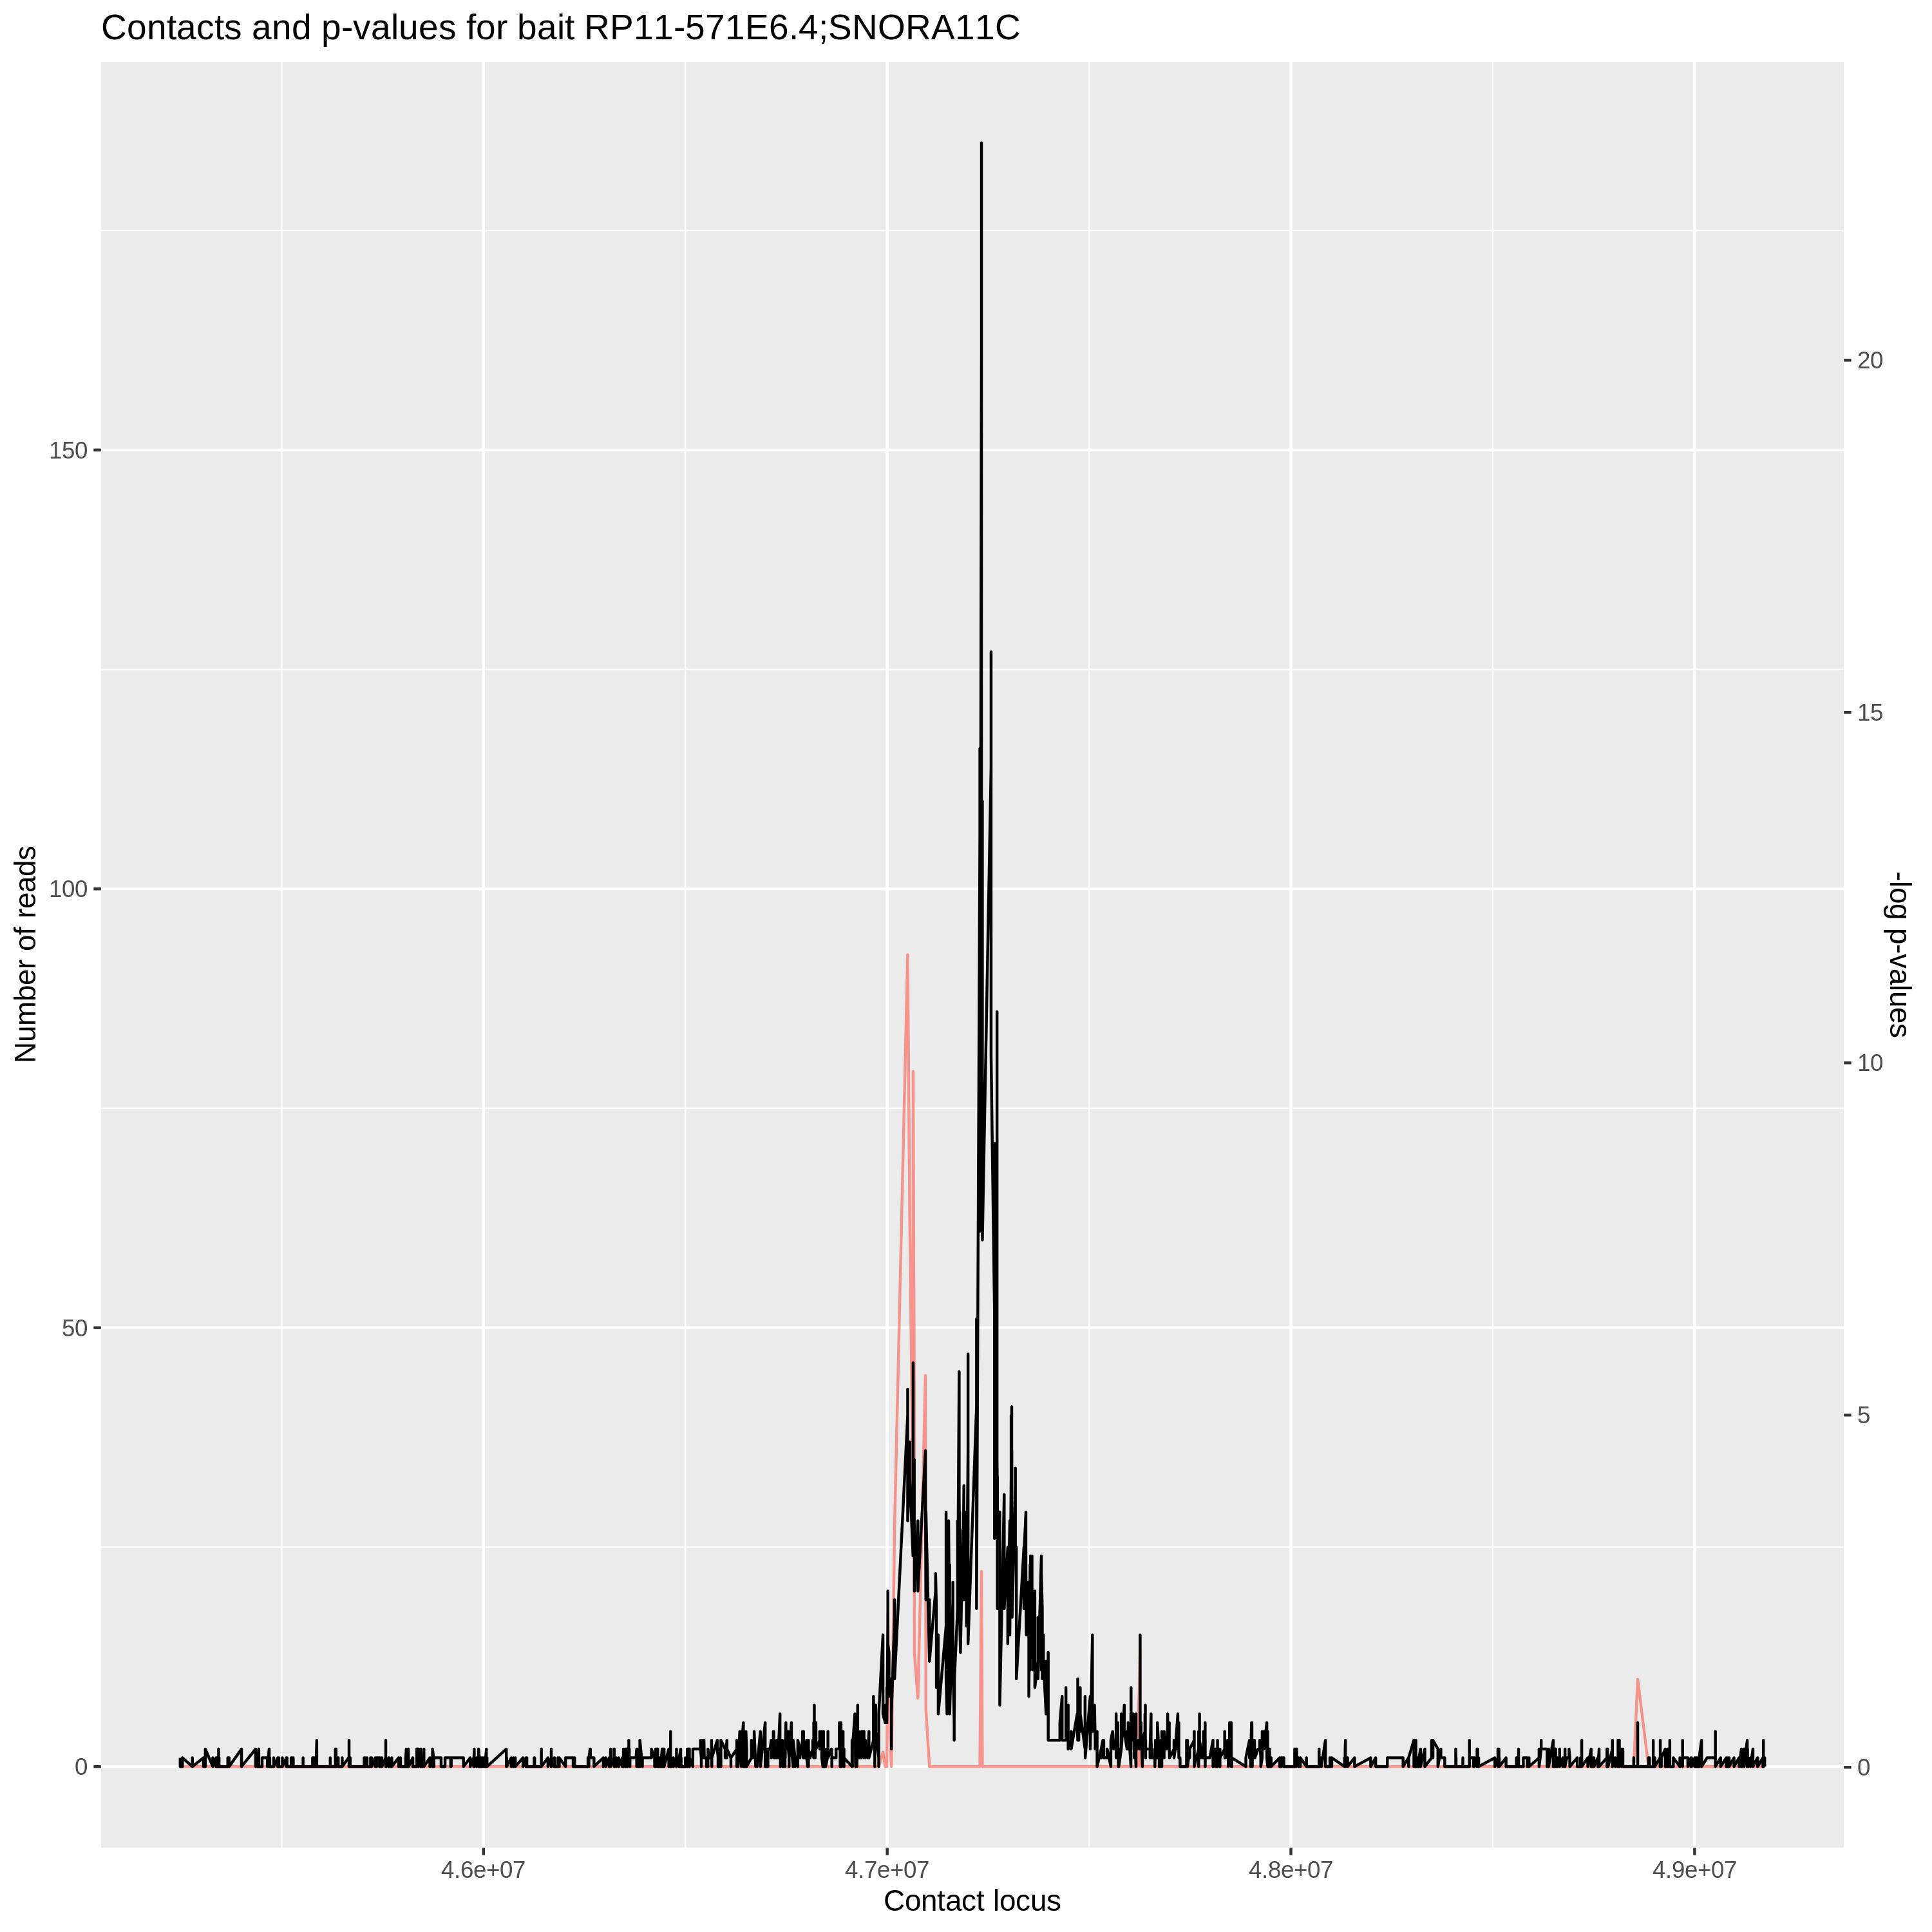 Contacts and p-values for bait RP11-571E6.4;SNORA11C
Number of reads
150
100
50
0
20
15
10
5
0
-log p-values
4.6e+07
4.7e+07
4.8e+07
4.9e+07
Contact locus